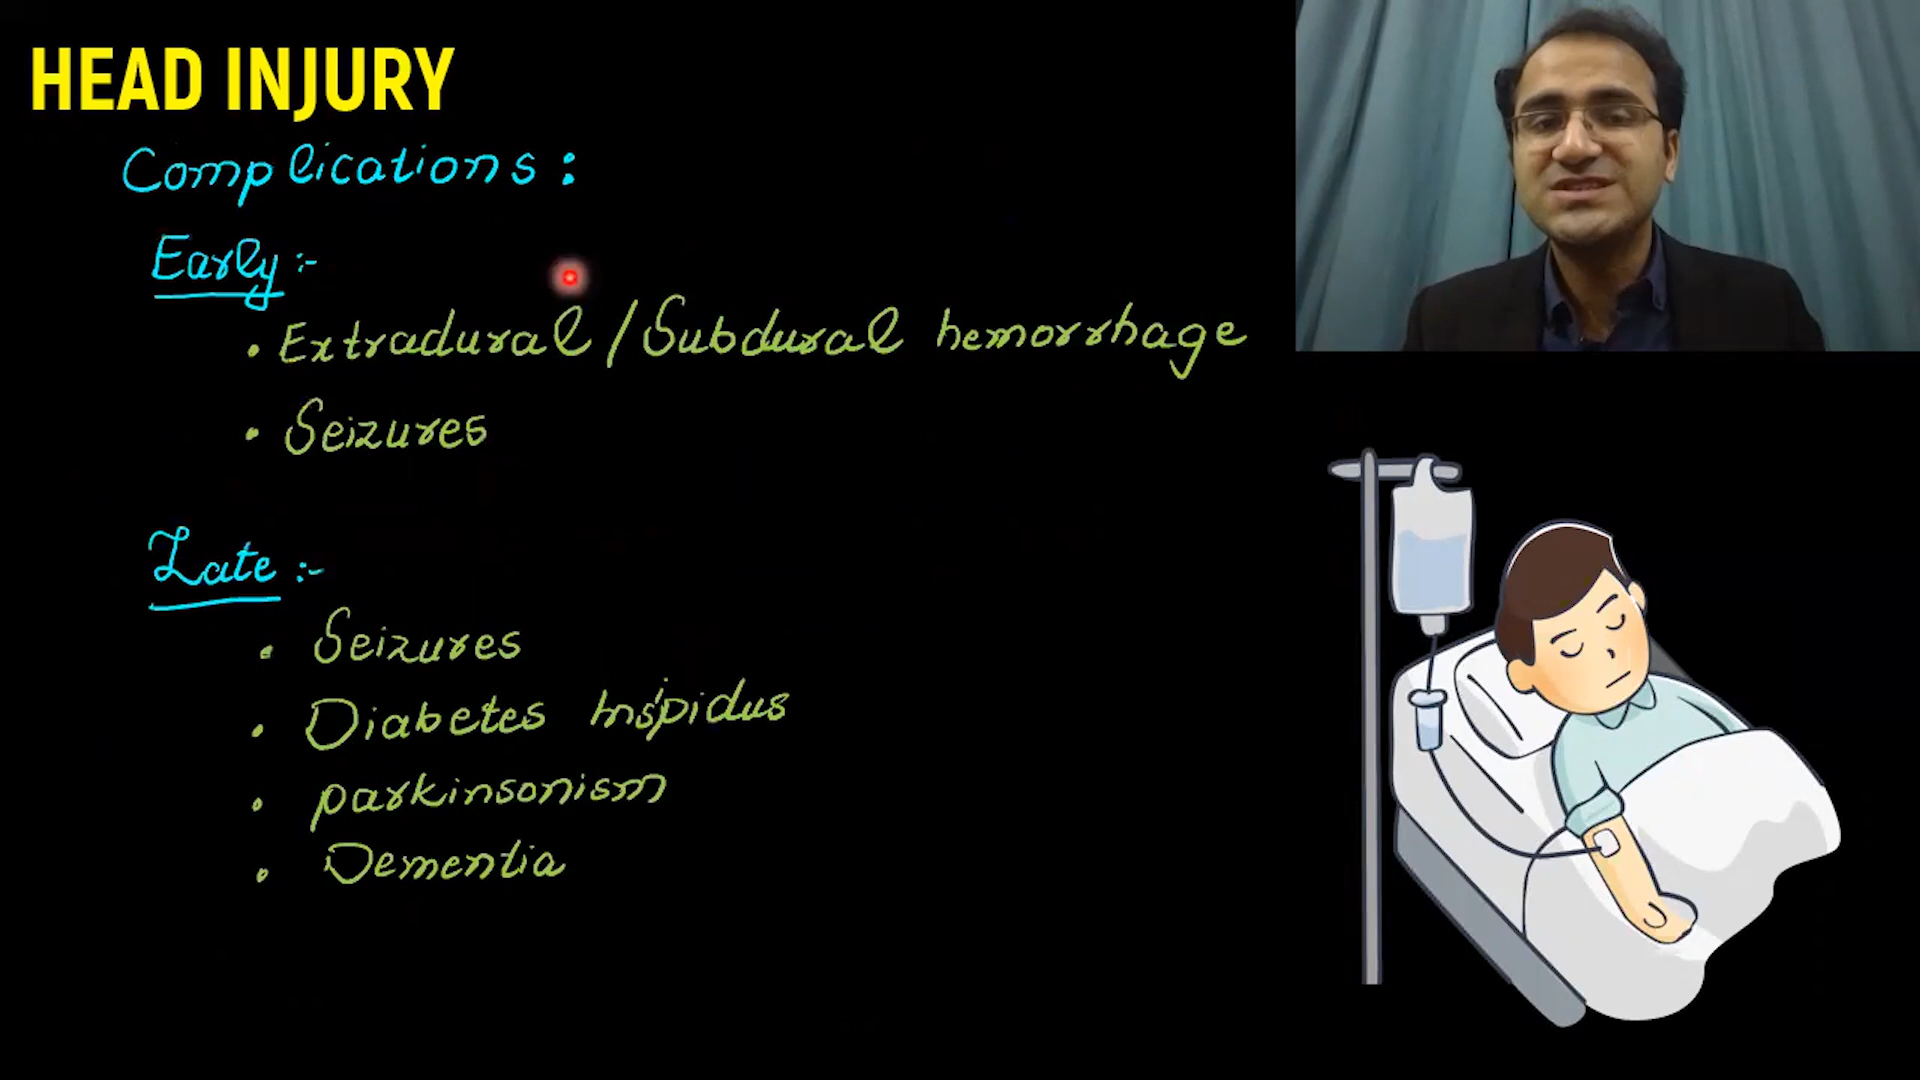 HEAD INJURY
Complications :
Early :-
• Extradural / Subdural hemorrhage
• Seizures
Late :-
• Seizures
• Diabetes Insipidus
• parkinsonism
• Dementia